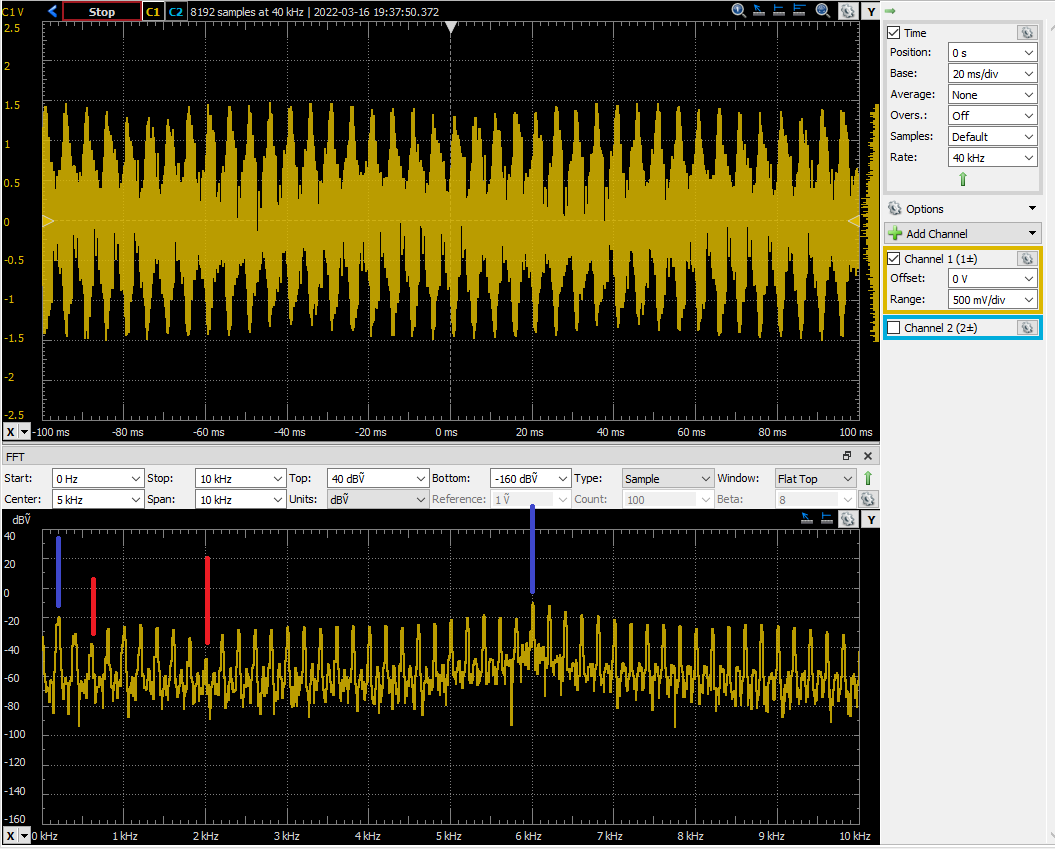 C1 V Stop C1 C2 8192 samples at 40 kHz | 2022-03-16 19:37:50.372 Y
2.5
2
1.5
1
0.5
0
-0.5
-1
-1.5
-2
-2.5
X -100 ms -80 ms -60 ms -40 ms -20 ms 0 ms 20 ms 40 ms 60 ms 80 ms 100 ms
Time
Position: 0 s
Base: 20 ms/div
Average: None
Overs.: Off
Samples: Default
Rate: 40 kHz
Options
Add Channel
Channel 1 (1±)
Offset: 0 V
Range: 500 mV/div
Channel 2 (2±)
FFT
Start: 0 Hz Stop: 10 kHz Top: 40 dBṼ Bottom: -160 dBṼ Type: Sample Window: Flat Top
Center: 5 kHz Span: 10 kHz Units: dBṼ Reference: 1 Ṽ Count: 100 Beta: 8
dBṼ Y
40
20
0
-20
-40
-60
-80
-100
-120
-140
-160
X 0 kHz 1 kHz 2 kHz 3 kHz 4 kHz 5 kHz 6 kHz 7 kHz 8 kHz 9 kHz 10 kHz